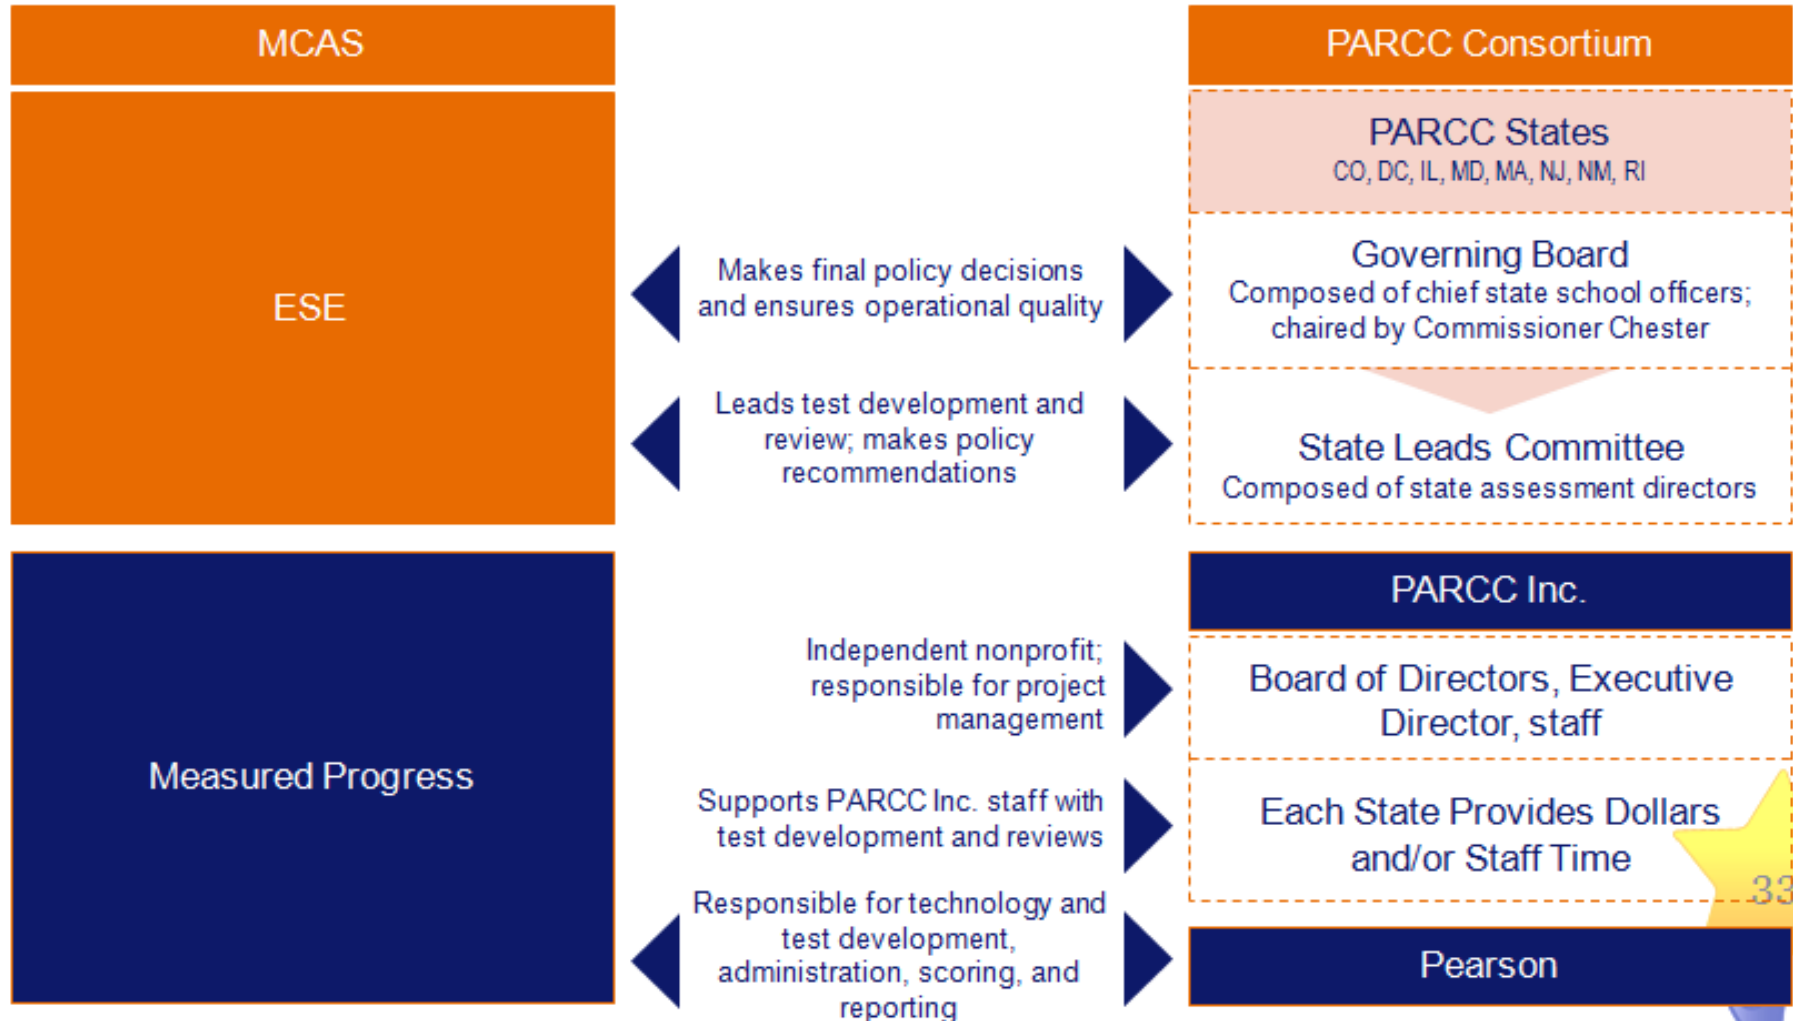 MCAS
PARCC Consortium
ESE
PARCC States
CO, DC, IL, MD, MA, NJ, NM, RI
Makes final policy decisions
and ensures operational quality
Governing Board
Composed of chief state school officers;
chaired by Commissioner Chester
Leads test development and
review; makes policy
recommendations
State Leads Committee
Composed of state assessment directors
Measured Progress
PARCC Inc.
Independent nonprofit;
responsible for project
management
Board of Directors, Executive
Director, staff
Supports PARCC Inc. staff with
test development and reviews
Each State Provides Dollars
and/or Staff Time
33
Responsible for technology and
test development,
administration, scoring, and
reporting
Pearson